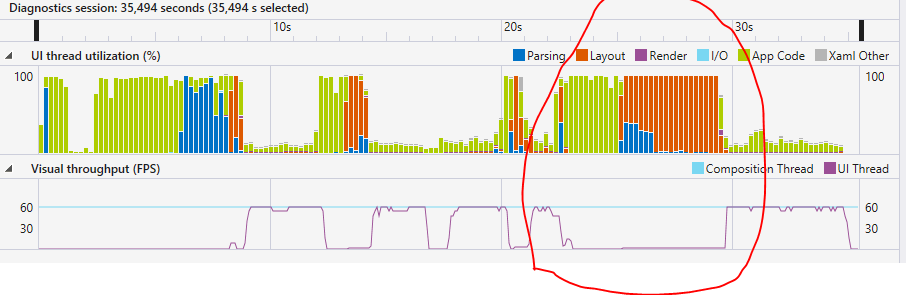 Diagnostics session: 35,494 seconds (35,494 s selected)
10s 20s 30s
UI thread utilization (%) Parsing Layout Render I/O App Code Xaml Other
100 100
Visual throughput (FPS) Composition Thread UI Thread
60 60
30 30